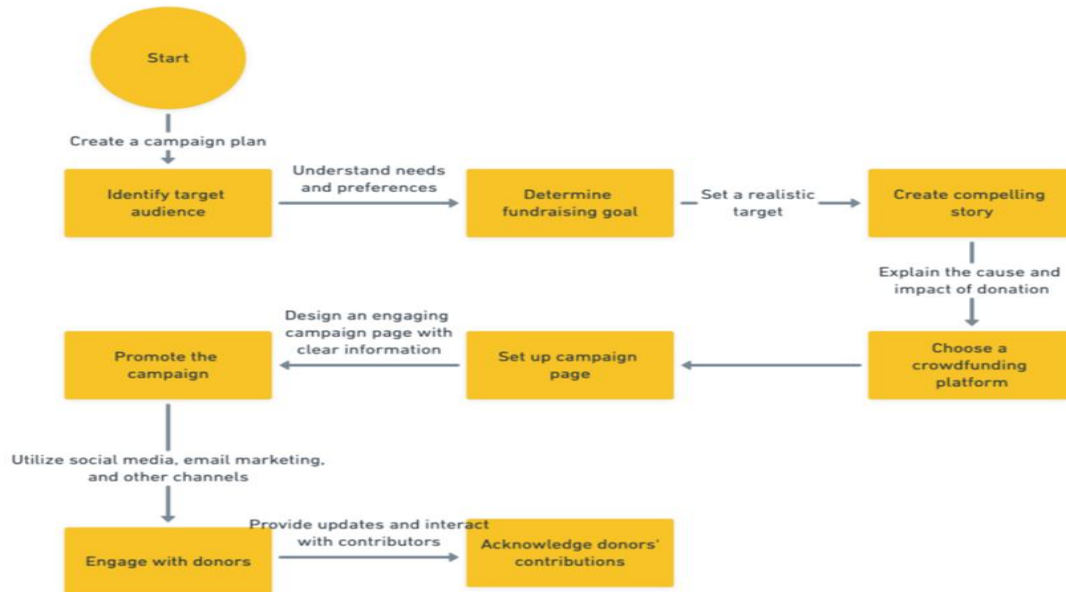 Start
Create a campaign plan
Identify target
audience
Understand needs
and preferences
Determine
fundraising goal
Set a realistic
target
Create compelling
story
Explain the cause and
impact of donation
Choose a
crowdfunding
platform
Set up campaign
page
Design an engaging
campaign page with
clear information
Promote the
campaign
Utilize social media, email marketing,
and other channels
Engage with donors
Provide updates and interact
with contributors
Acknowledge donors'
contributions